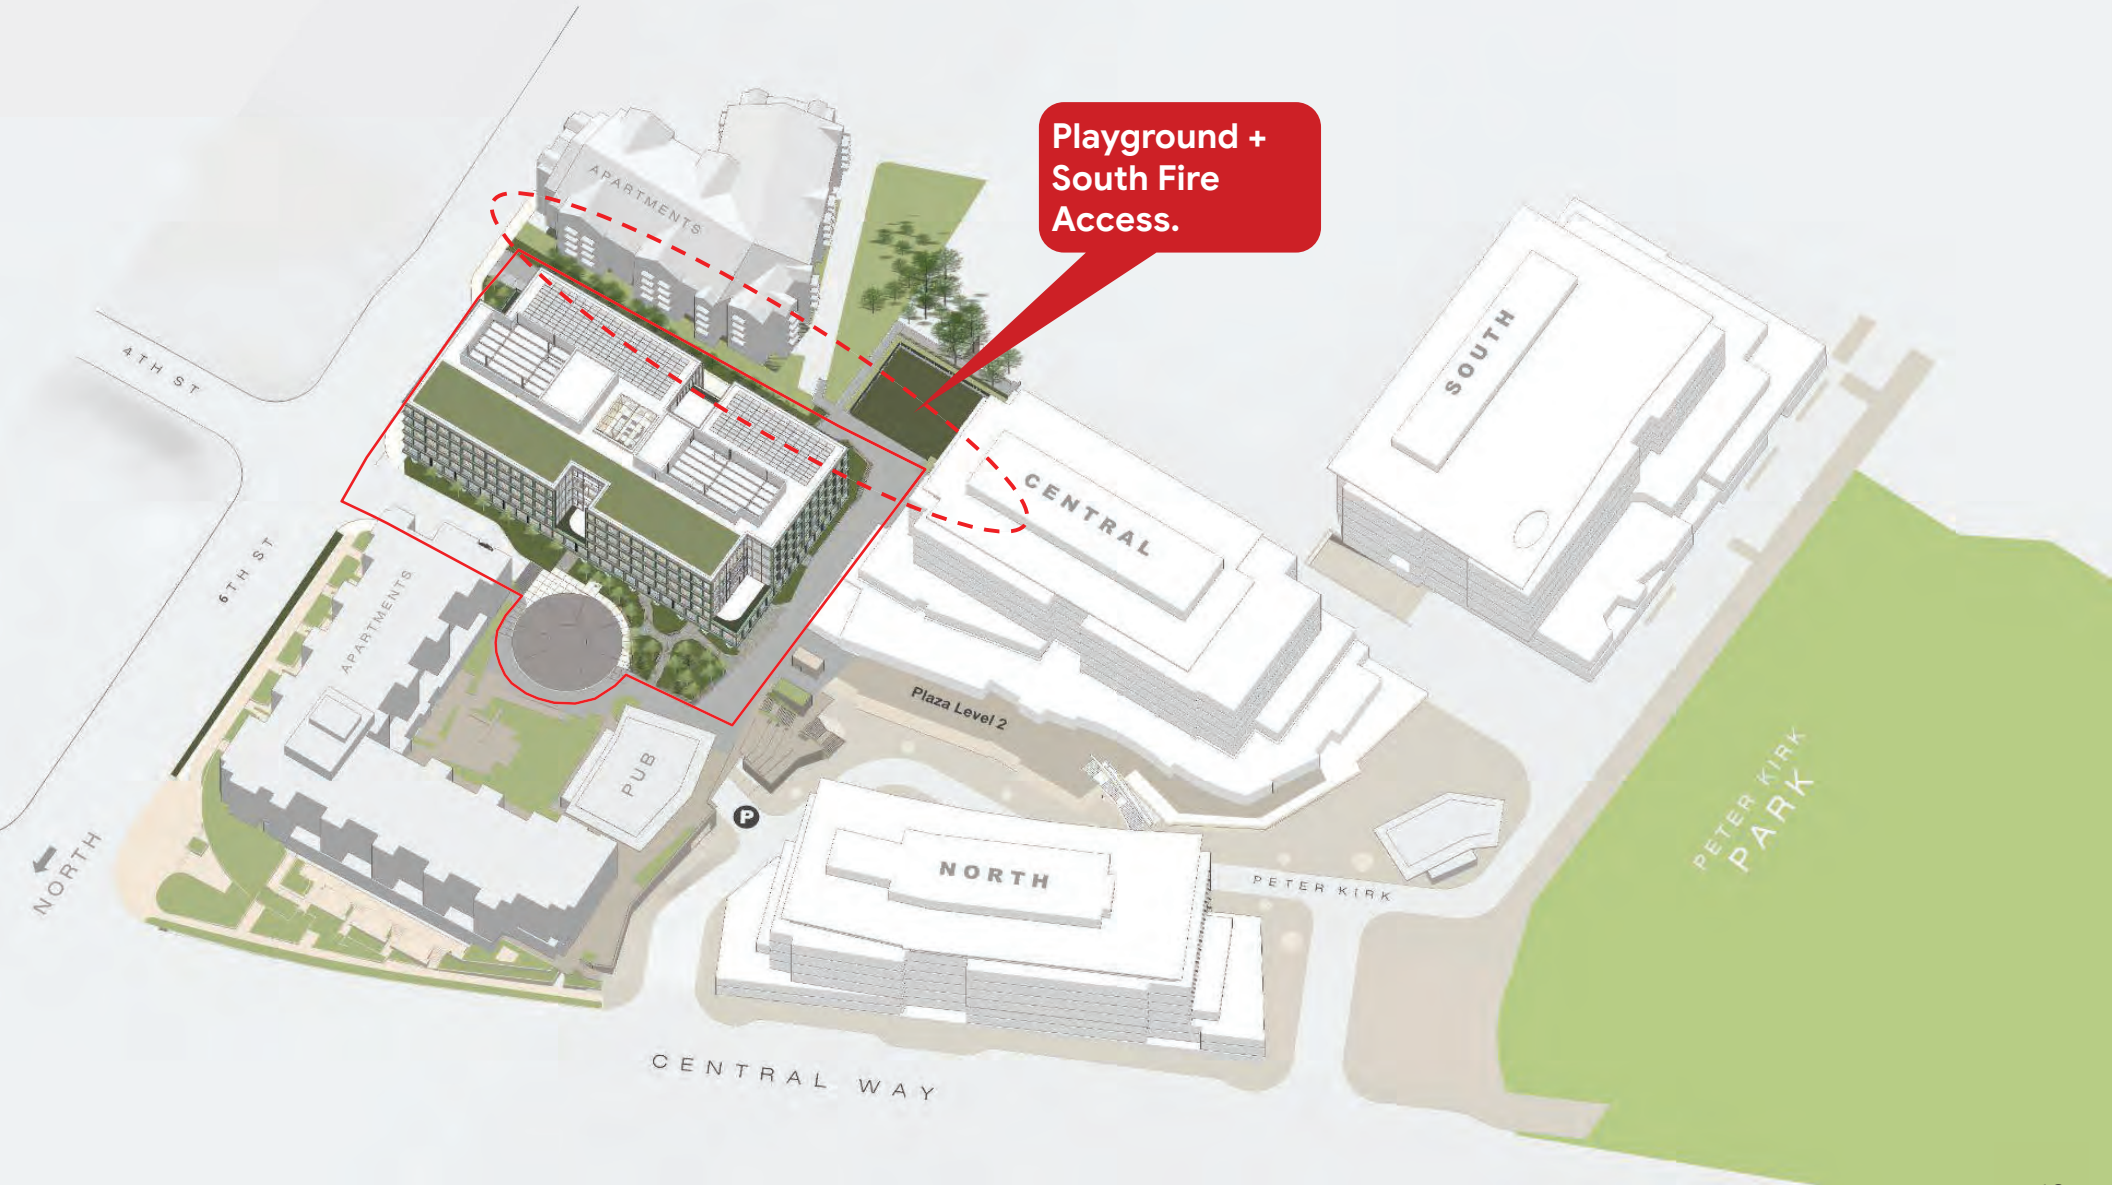 Playground +
South Fire
Access.
APARTMENTS
SOUTH
4TH ST
CENTRAL
6TH ST
APARTMENTS
Plaza Level 2
PUB
P
PETER KIRK
PARK
NORTH
NORTH
PETER KIRK
CENTRAL WAY